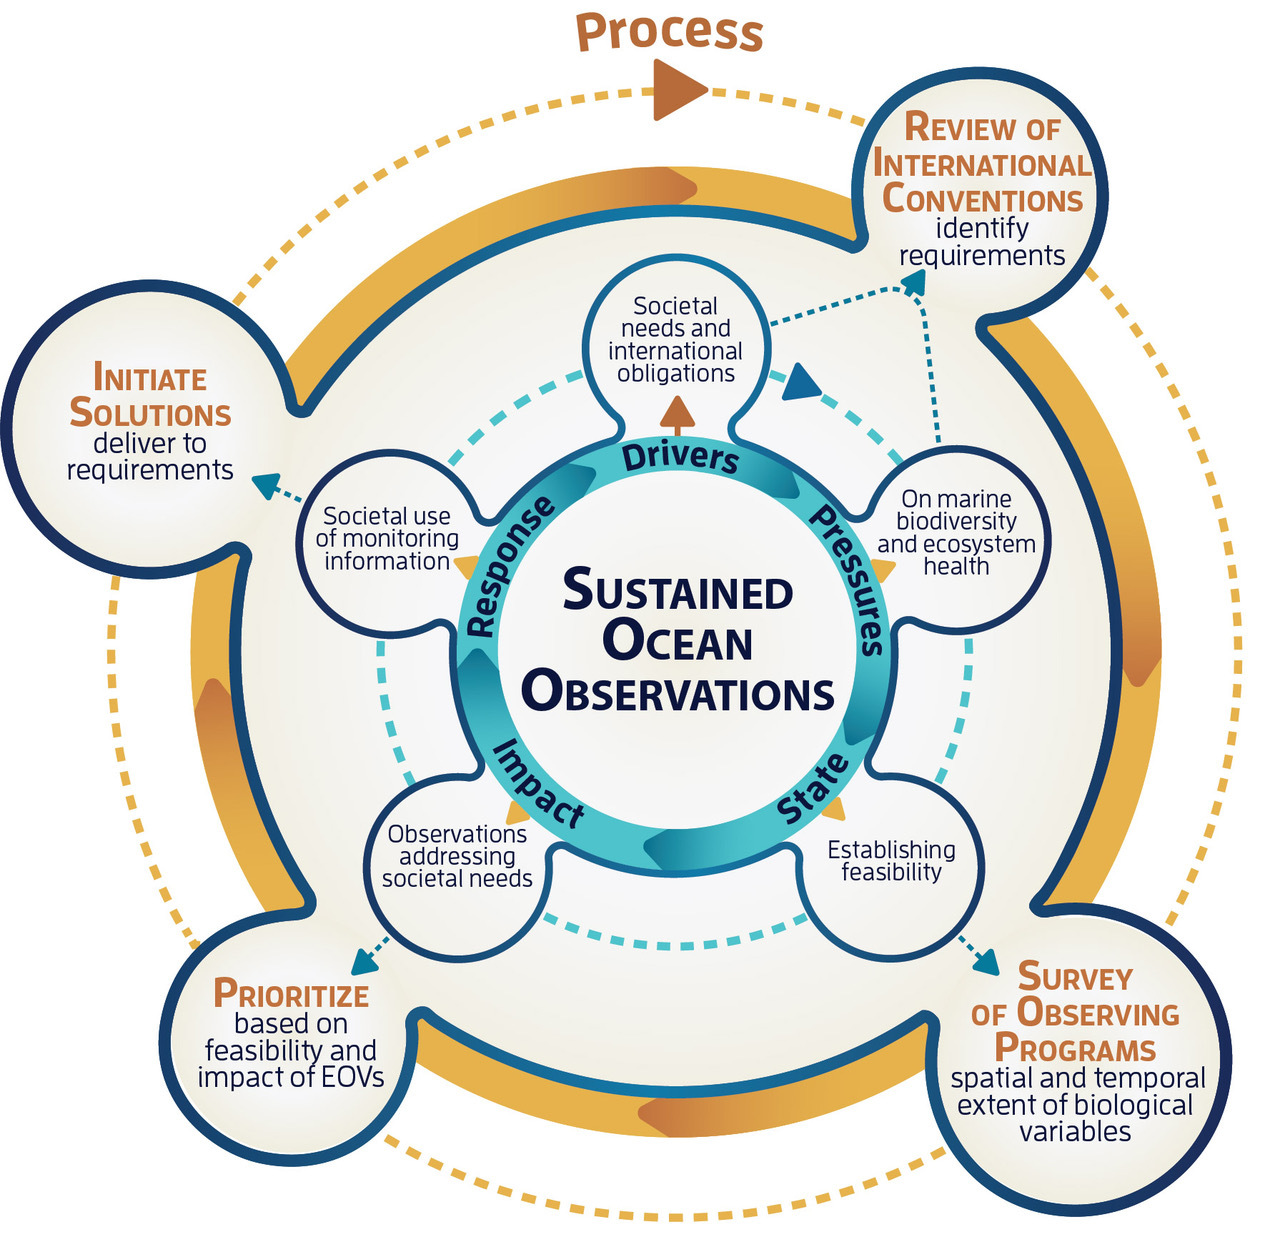 Process
REVIEW OF
INTERNATIONAL
CONVENTIONS
identify
requirements
Societal
needs and
international
obligations
INITIATE
SOLUTIONS
deliver to
requirements
Drivers
Response
Pressures
Societal use
of monitoring
information
On marine
biodiversity
and ecosystem
health
SUSTAINED
OCEAN
OBSERVATIONS
Impact
State
Observations
addressing
societal needs
Establishing
feasibility
PRIORITIZE
based on
feasibility and
impact of EOVs
SURVEY
OF OBSERVING
PROGRAMS
spatial and temporal
extent of biological
variables